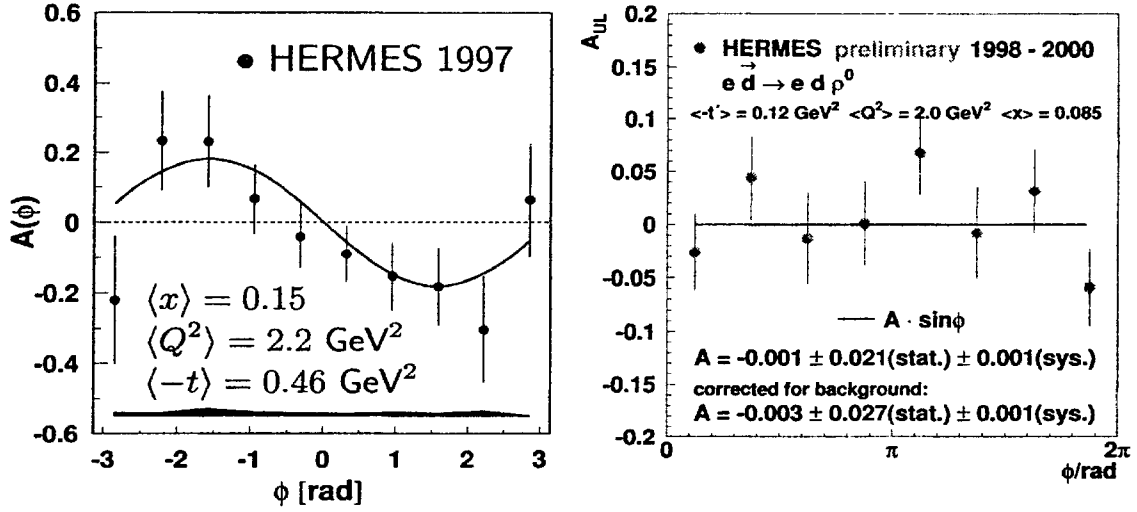 0.6
0.4
0.2
0
-0.2
-0.4
-0.6
A(ϕ)
HERMES 1997
⟨x⟩ = 0.15
⟨Q²⟩ = 2.2 GeV²
⟨-t⟩ = 0.46 GeV²
-3 -2 -1 0 1 2 3
ϕ [rad]
A_UL
0.2
0.15
0.1
0.05
0
-0.05
-0.1
-0.15
-0.2
HERMES preliminary 1998 - 2000
e d⃗ → e d ρ⁰
<-t´> = 0.12 GeV² <Q²> = 2.0 GeV² <x> = 0.085
A · sinϕ
A = -0.001 ± 0.021(stat.) ± 0.001(sys.)
corrected for background:
A = -0.003 ± 0.027(stat.) ± 0.001(sys.)
0 π 2π
ϕ/rad